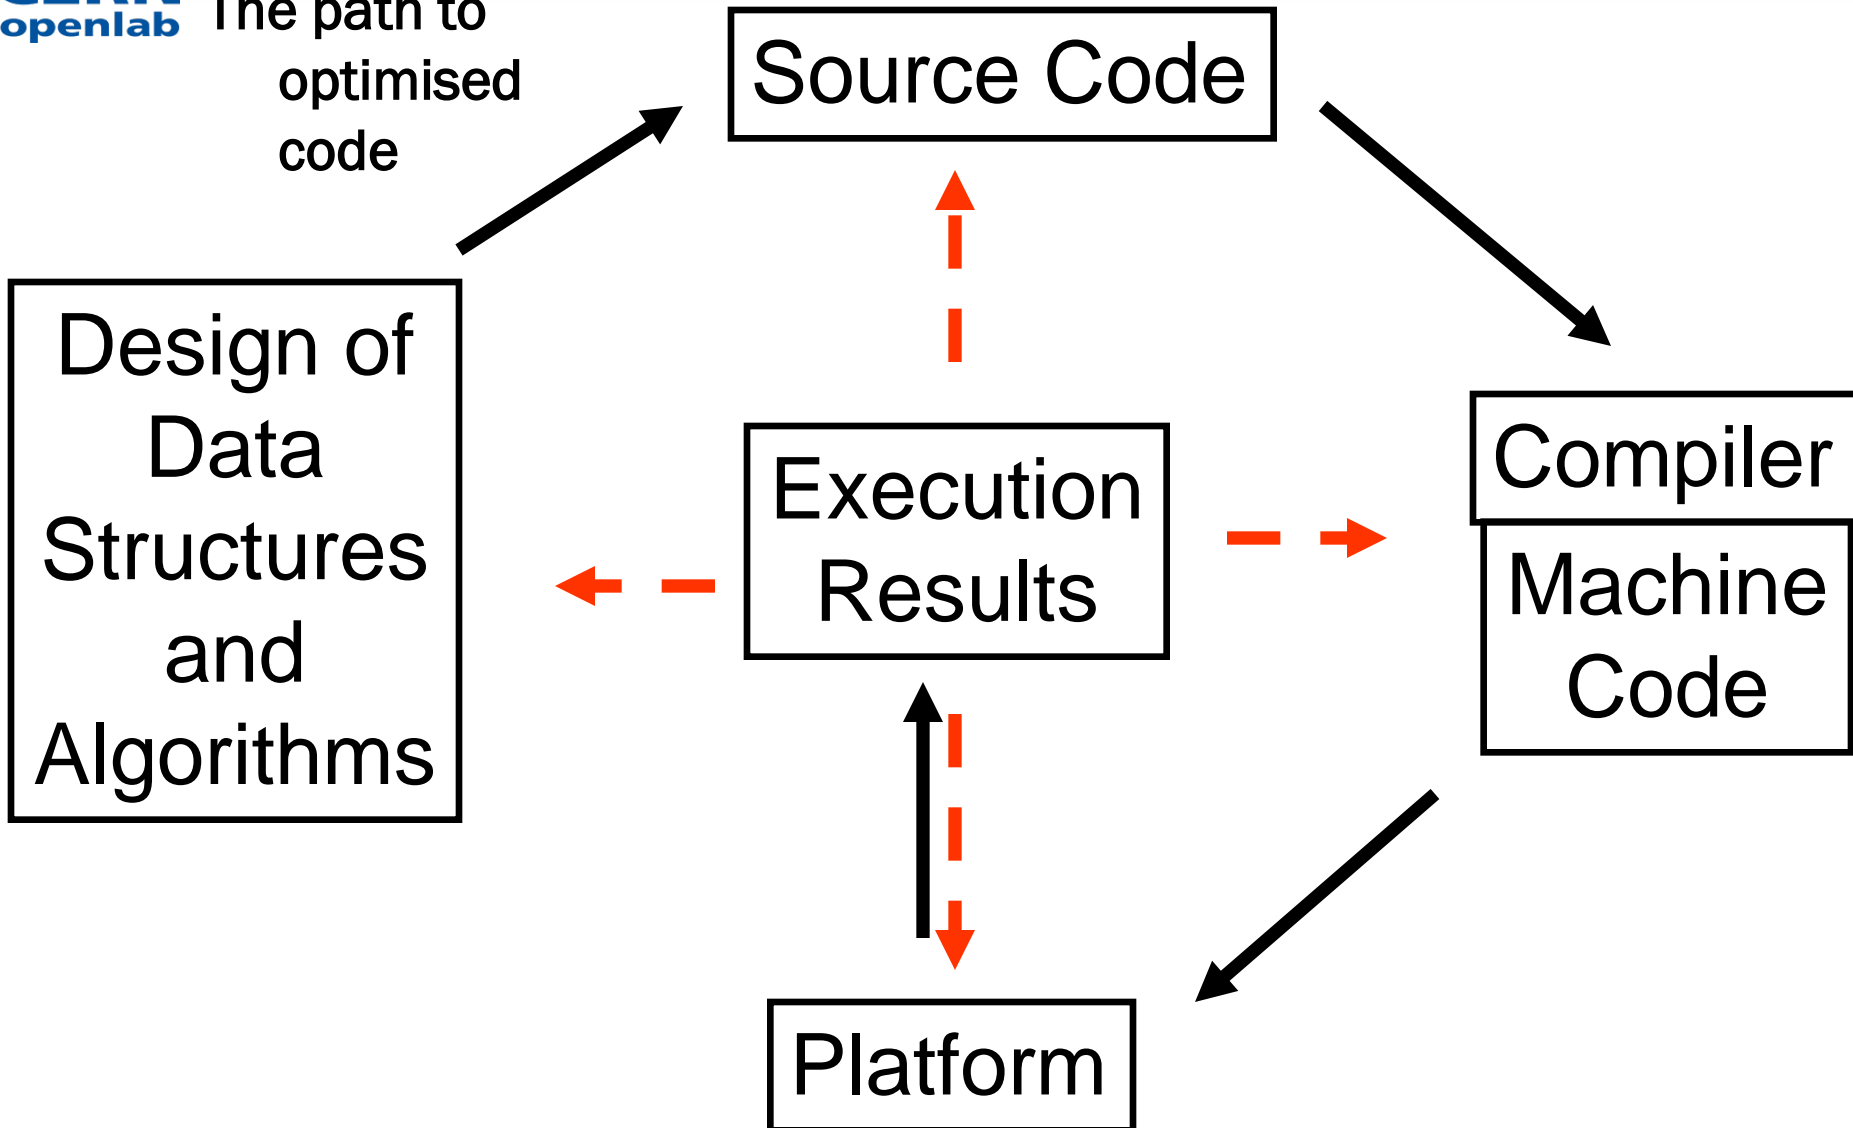 openlab
The path to
optimised
code
Source Code
Design of
Data
Structures
and
Algorithms
Execution
Results
Compiler
Machine
Code
Platform